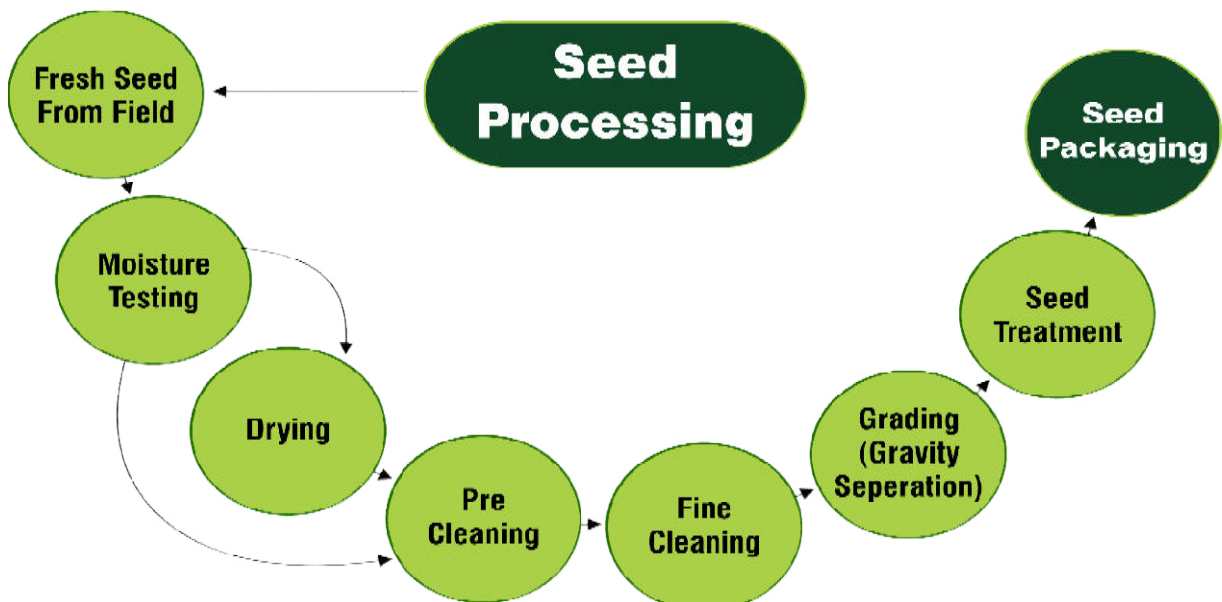 Seed
Processing
Fresh Seed
From Field
Moisture
Testing
Drying
Pre
Cleaning
Fine
Cleaning
Grading
(Gravity
Seperation)
Seed
Treatment
Seed
Packaging